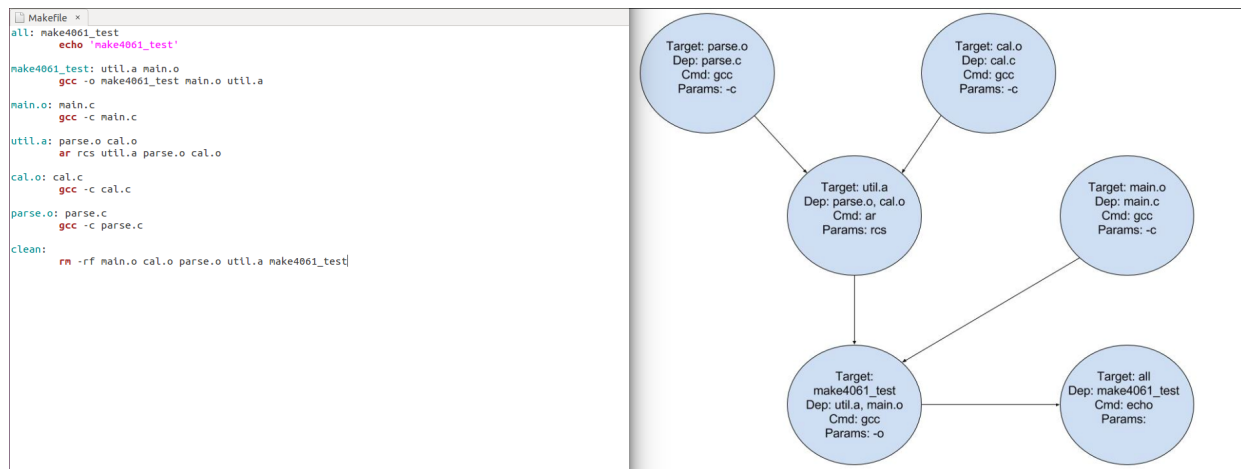 Makefile ×
all: make4061_test
echo 'make4061_test'
make4061_test: util.a main.o
gcc -o make4061_test main.o util.a
main.o: main.c
gcc -c main.c
util.a: parse.o cal.o
ar rcs util.a parse.o cal.o
cal.o: cal.c
gcc -c cal.c
parse.o: parse.c
gcc -c parse.c
clean:
rm -rf main.o cal.o parse.o util.a make4061_test
Target: parse.o
Dep: parse.c
Cmd: gcc
Params: -c
Target: cal.o
Dep: cal.c
Cmd: gcc
Params: -c
Target: util.a
Dep: parse.o, cal.o
Cmd: ar
Params: rcs
Target: main.o
Dep: main.c
Cmd: gcc
Params: -c
Target:
make4061_test
Dep: util.a, main.o
Cmd: gcc
Params: -o
Target: all
Dep: make4061_test
Cmd: echo
Params: